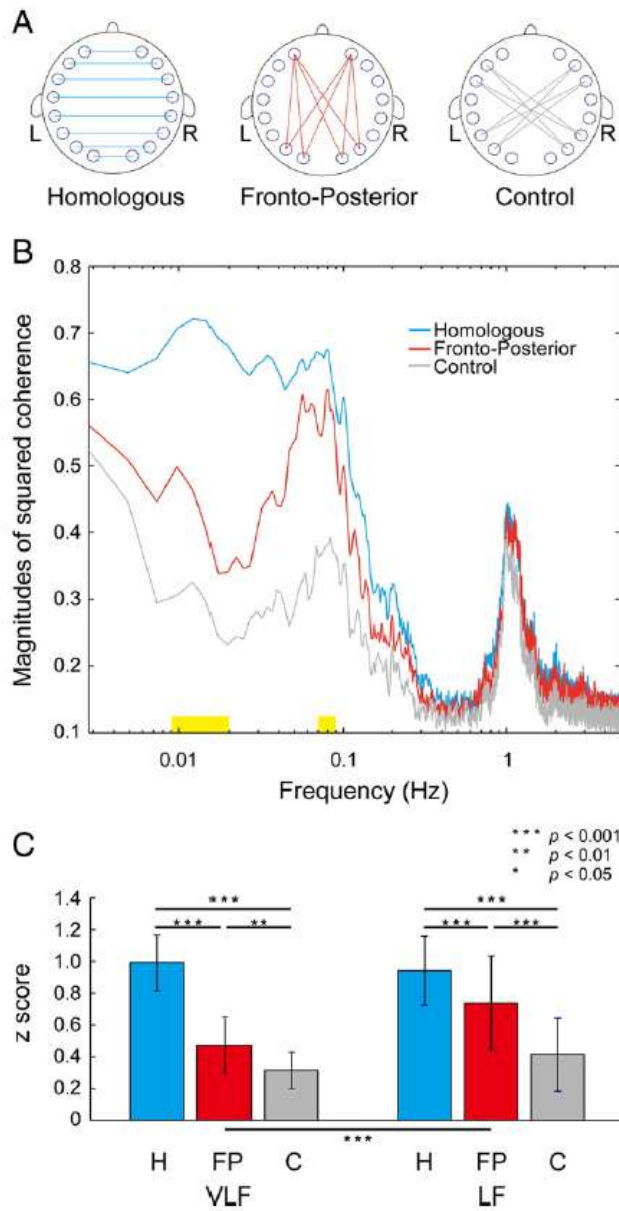 A
L R L R L R
Homologous Fronto-Posterior Control
B
0.8
0.7
0.6
0.5
0.4
0.3
0.2
0.1
Magnitudes of squared coherence
Homologous
Fronto-Posterior
Control
0.01 0.1 1
Frequency (Hz)
C
*** p < 0.001
** p < 0.01
* p < 0.05
z score
1.4
1.2
1.0
0.8
0.6
0.4
0.2
0
*** ***
*** ** *** ***
***
H FP C H FP C
VLF LF